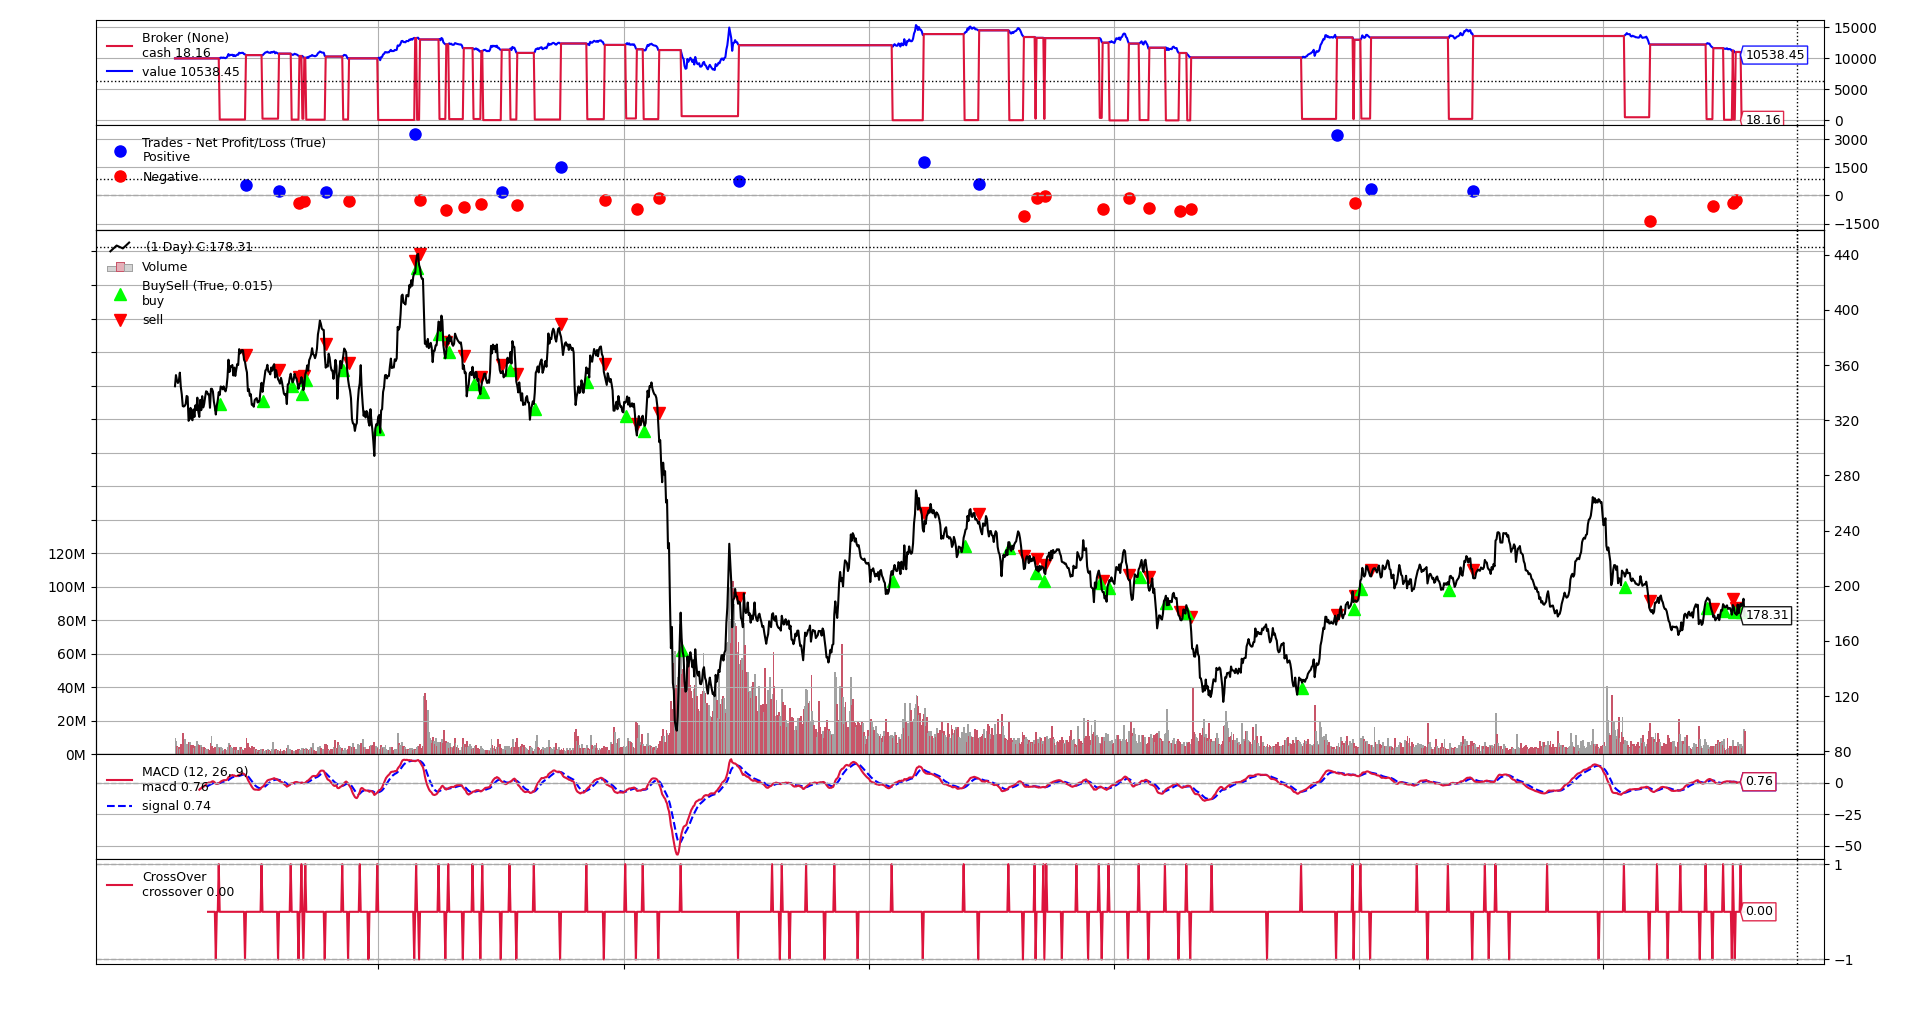 Broker (None)
cash 18.16
value 10538.45
15000
10000
5000
0
10538.45
18.16
Trades - Net Profit/Loss (True)
Positive
Negative
3000
1500
0
−1500
(1 Day) C:178.31
Volume
BuySell (True, 0.015)
buy
sell
440
400
360
320
280
240
200
160
120
80
178.31
120M
100M
80M
60M
40M
20M
0M
MACD (12, 26, 9)
macd 0.76
signal 0.74
0
−25
−50
0.76
CrossOver
crossover 0.00
1
−1
0.00